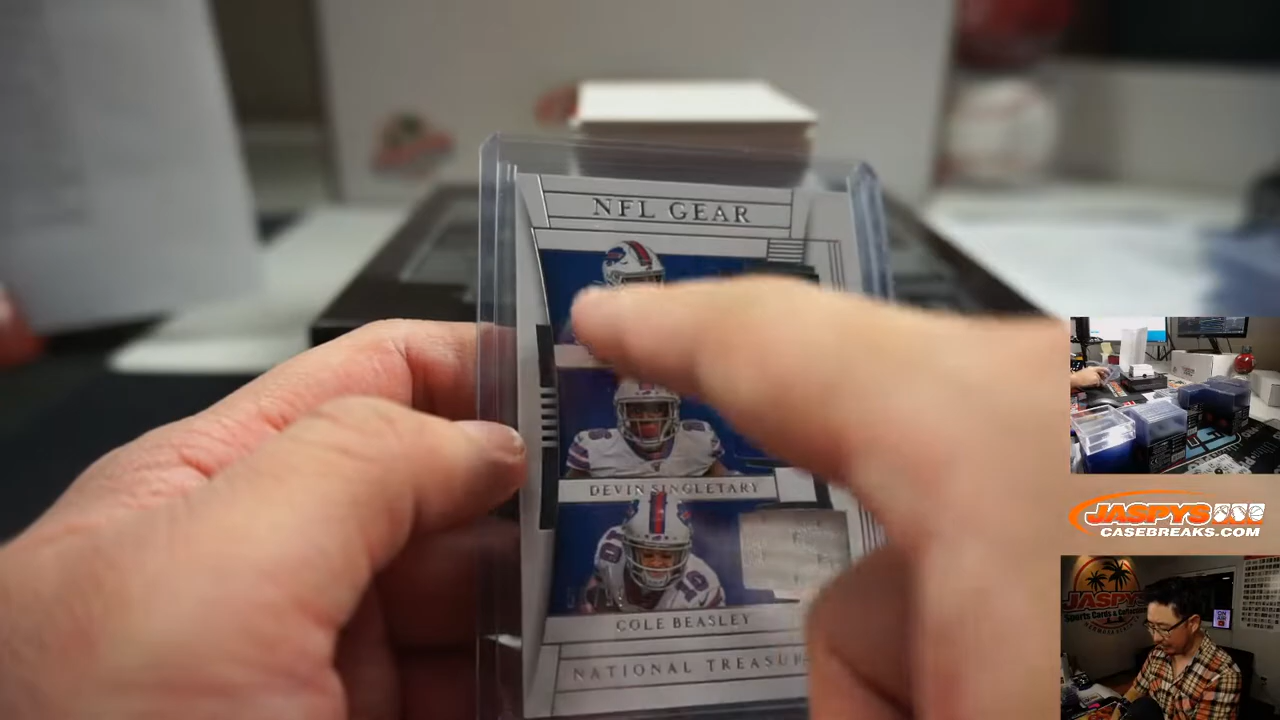 NFL GEAR
DEVIN SINGLETARY
COLE BEASLEY
NATIONAL TREASU
JASPYS
CASEBREAKS.COM
JASPYS